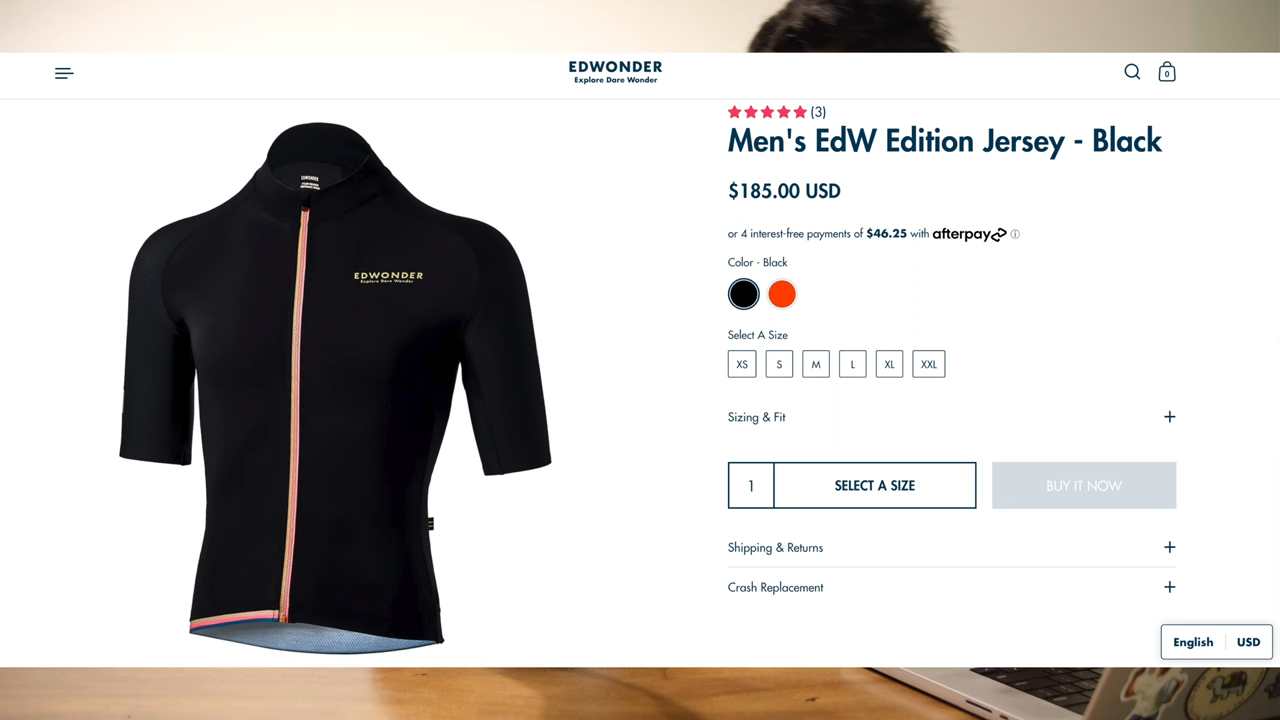 EDWONDER
Explore Dare Wonder
0
(3)
Men's EdW Edition Jersey - Black
$185.00 USD
or 4 interest-free payments of $46.25 with afterpay
Color - Black
Select A Size
XS S M L XL XXL
Sizing & Fit
1 SELECT A SIZE BUY IT NOW
Shipping & Returns
Crash Replacement
English USD
EDWONDER
EDWONDER
Explore Dare Wonder